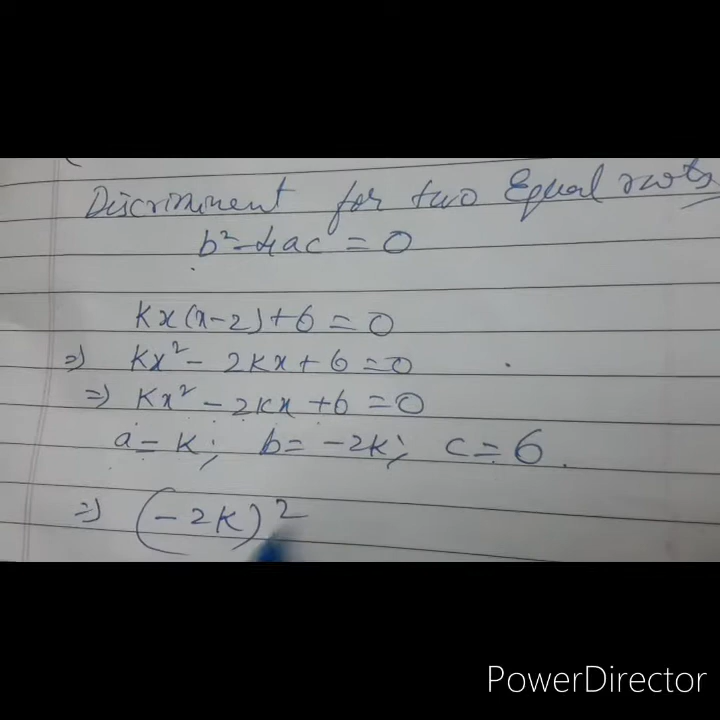 Discriminent for two Equal roots
b²-4ac = 0
Kx(x-2)+6=0
⇒) Kx² - 2Kx + 6 = 0
⇒) Kx² - 2Kx + 6 = 0
a = K; b = -2K; c = 6.
⇒) (-2K)²
PowerDirector